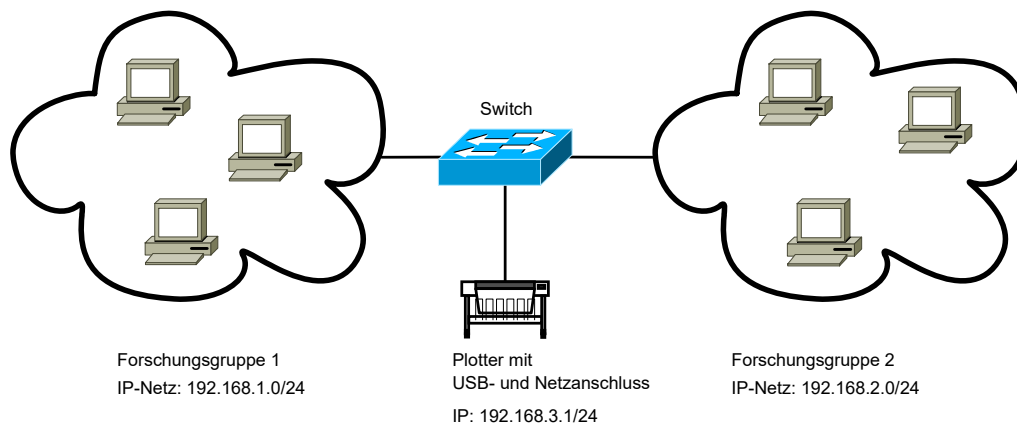 Switch
Forschungsgruppe 1
IP-Netz: 192.168.1.0/24
Plotter mit
USB- und Netzanschluss
IP: 192.168.3.1/24
Forschungsgruppe 2
IP-Netz: 192.168.2.0/24